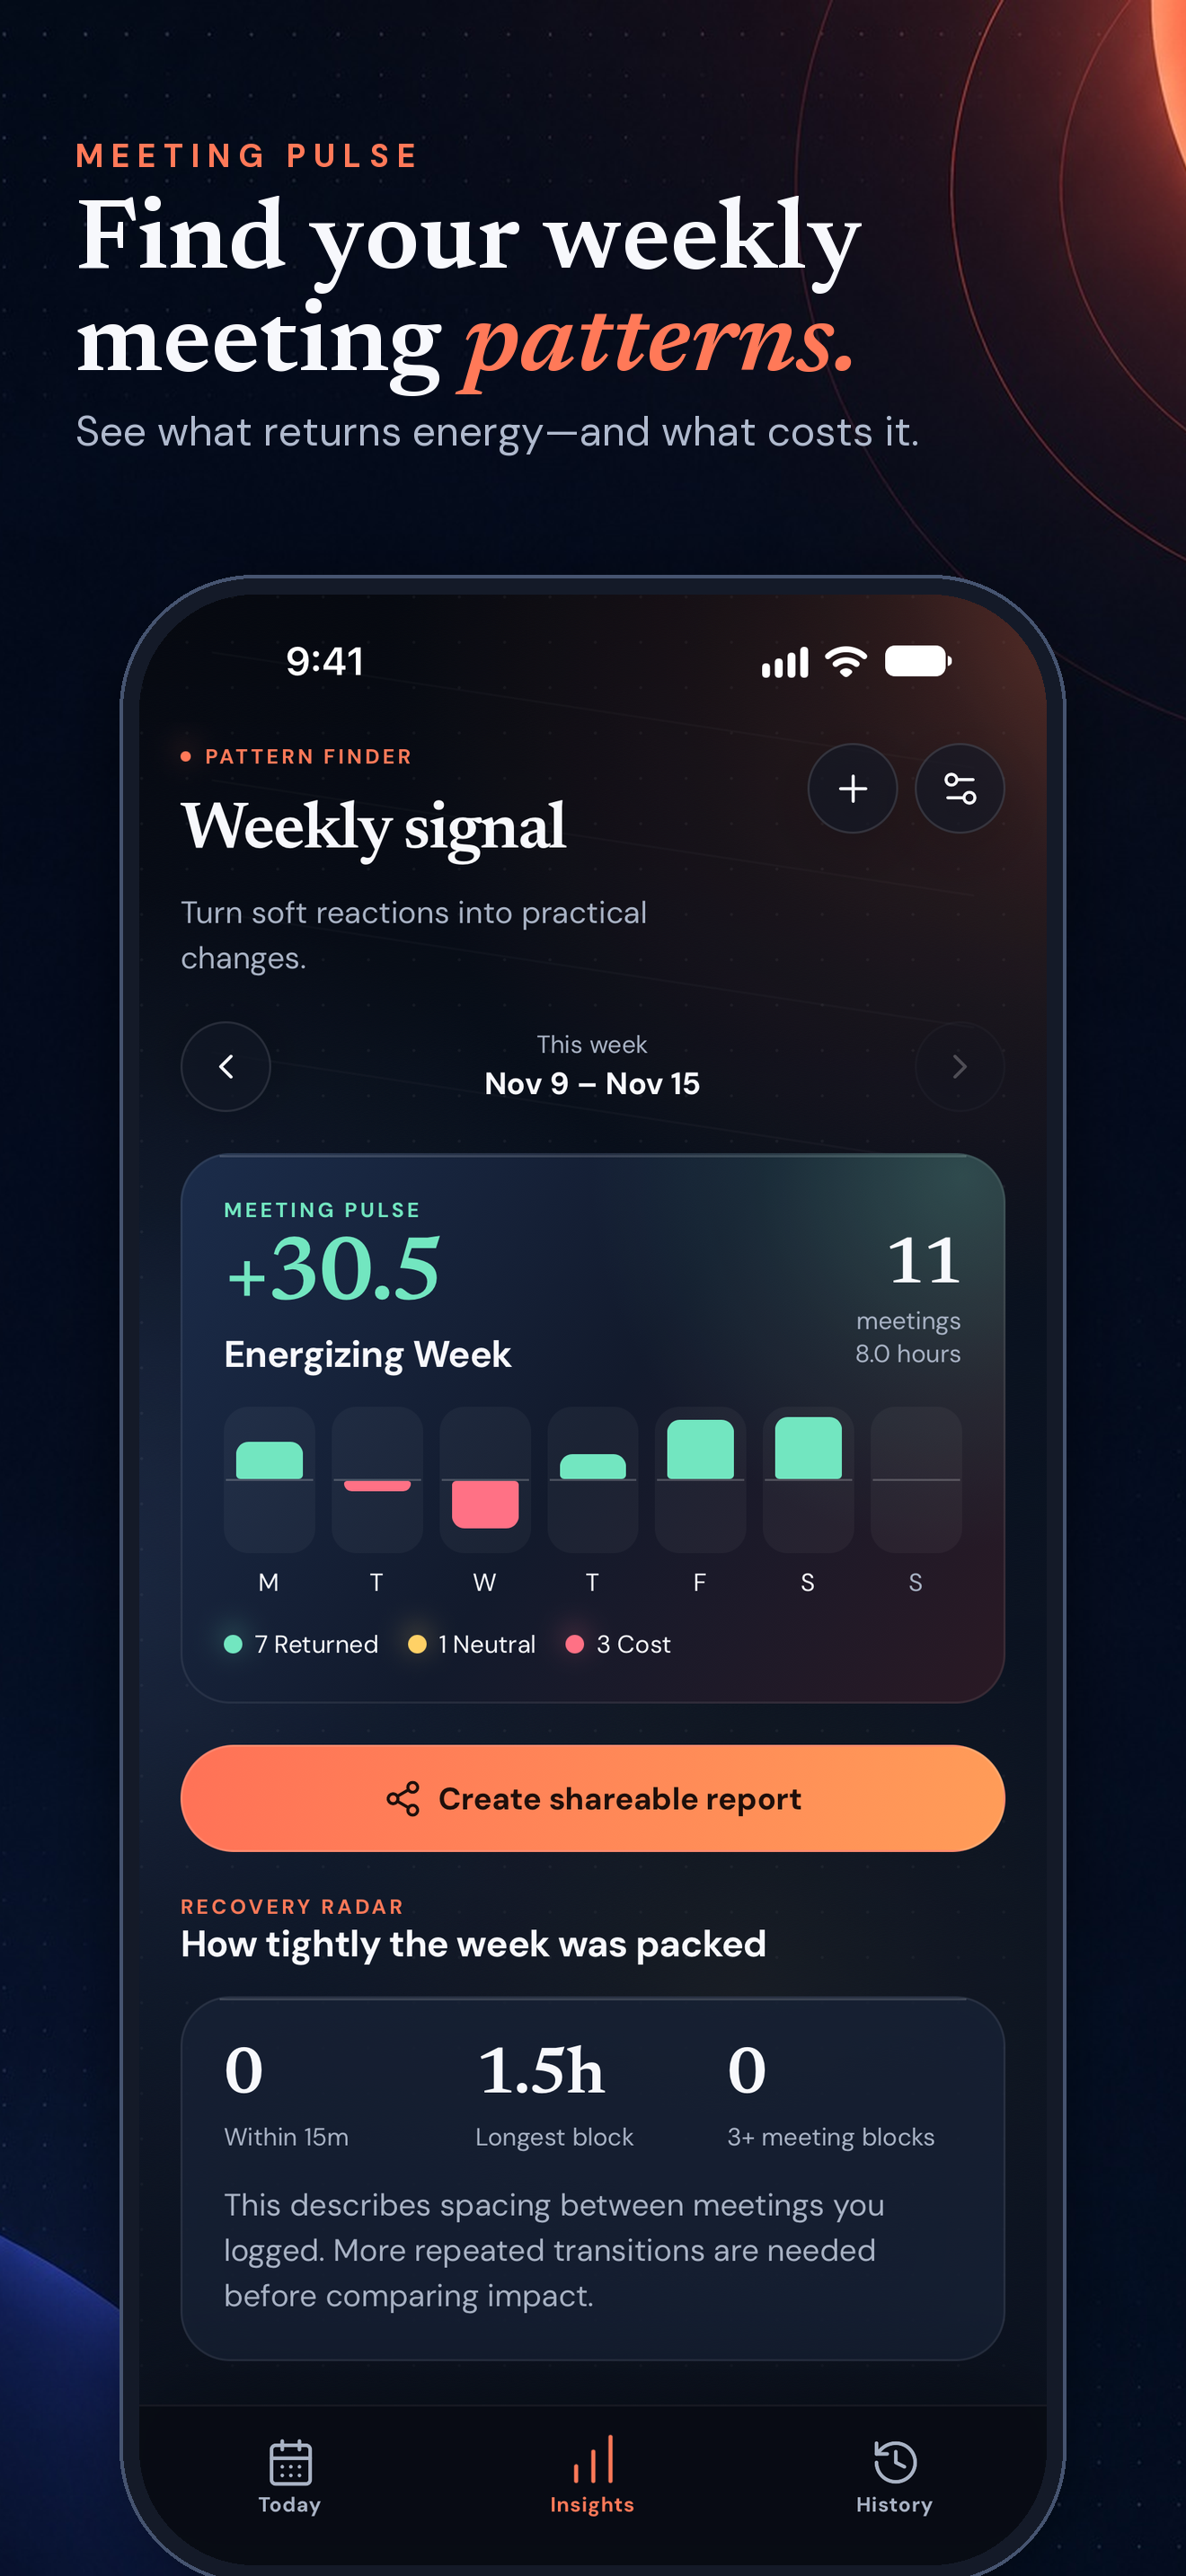 MEETING PULSE
Find your weekly
meeting patterns.
See what returns energy—and what costs it.
9:41
PATTERN FINDER
Weekly signal
Turn soft reactions into practical
changes.
This week
Nov 9 – Nov 15
MEETING PULSE
+30.5
Energizing Week
11
meetings
8.0 hours
M T W T F S S
7 Returned 1 Neutral 3 Cost
Create shareable report
RECOVERY RADAR
How tightly the week was packed
0 1.5h 0
Within 15m Longest block 3+ meeting blocks
This describes spacing between meetings you
logged. More repeated transitions are needed
before comparing impact.
Today Insights History